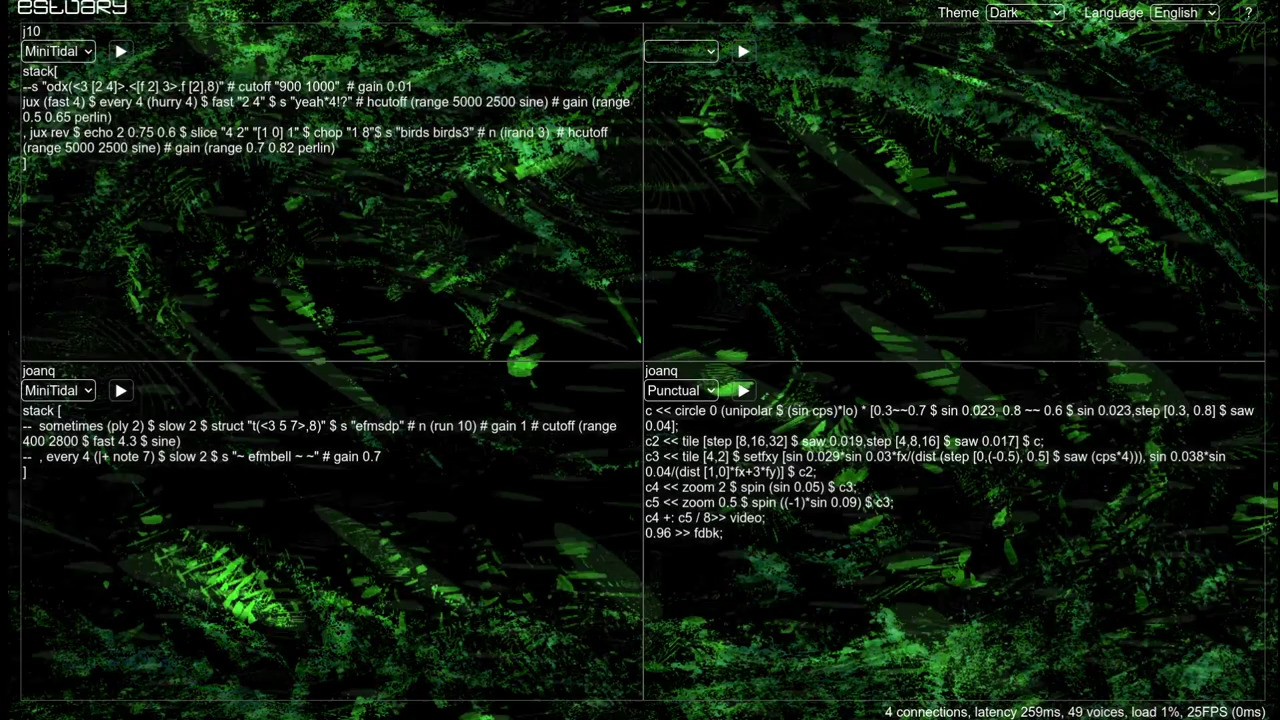 estuary
Theme Dark Language English ?
j10
MiniTidal
stack[
--s "odx(<3 [2 4]>.<[f 2] 3>.f [2],8)" # cutoff "900 1000"  # gain 0.01
jux (fast 4) $ every 4 (hurry 4) $ fast "2 4" $ s "yeah*4!?" # hcutoff (range 5000 2500 sine) # gain (range
0.5 0.65 perlin)
, jux rev $ echo 2 0.75 0.6 $ slice "4 2" "[1 0] 1" $ chop "1 8"$ s "birds birds3" # n (irand 3)  # hcutoff
(range 5000 2500 sine) # gain (range 0.7 0.82 perlin)
]
joanq
MiniTidal
stack [
--  sometimes (ply 2) $ slow 2 $ struct "t(<3 5 7>,8)" $ s "efmsdp" # n (run 10) # gain 1 # cutoff (range
400 2800 $ fast 4.3 $ sine)
--  , every 4 (|+ note 7) $ slow 2 $ s "~ efmbell ~ ~" # gain 0.7
]
joanq
Punctual
c << circle 0 (unipolar $ (sin cps)*lo) * [0.3~~0.7 $ sin 0.023, 0.8 ~~ 0.6 $ sin 0.023,step [0.3, 0.8] $ saw
0.04];
c2 << tile [step [8,16,32] $ saw 0.019,step [4,8,16] $ saw 0.017] $ c;
c3 << tile [4,2] $ setfxy [sin 0.029*sin 0.03*fx/(dist (step [0,(-0.5), 0.5] $ saw (cps*4))), sin 0.038*sin
0.04/(dist [1,0]*fx+3*fy)] $ c2;
c4 << zoom 2 $ spin (sin 0.05) $ c3;
c5 << zoom 0.5 $ spin ((-1)*sin 0.09) $ c3;
c4 +: c5 / 8>> video;
0.96 >> fdbk;
4 connections, latency 259ms, 49 voices, load 1%, 25FPS (0ms)